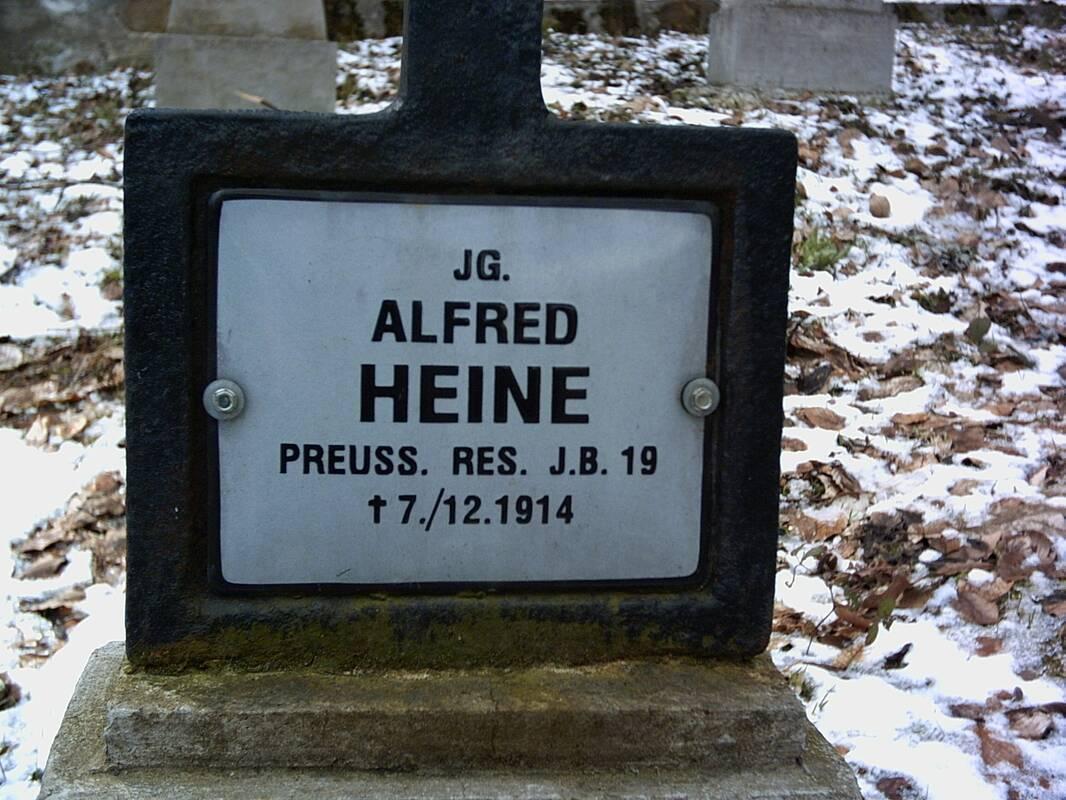 JG.
ALFRED
HEINE
PREUSS. RES. J.B. 19
✝ 7./12.1914